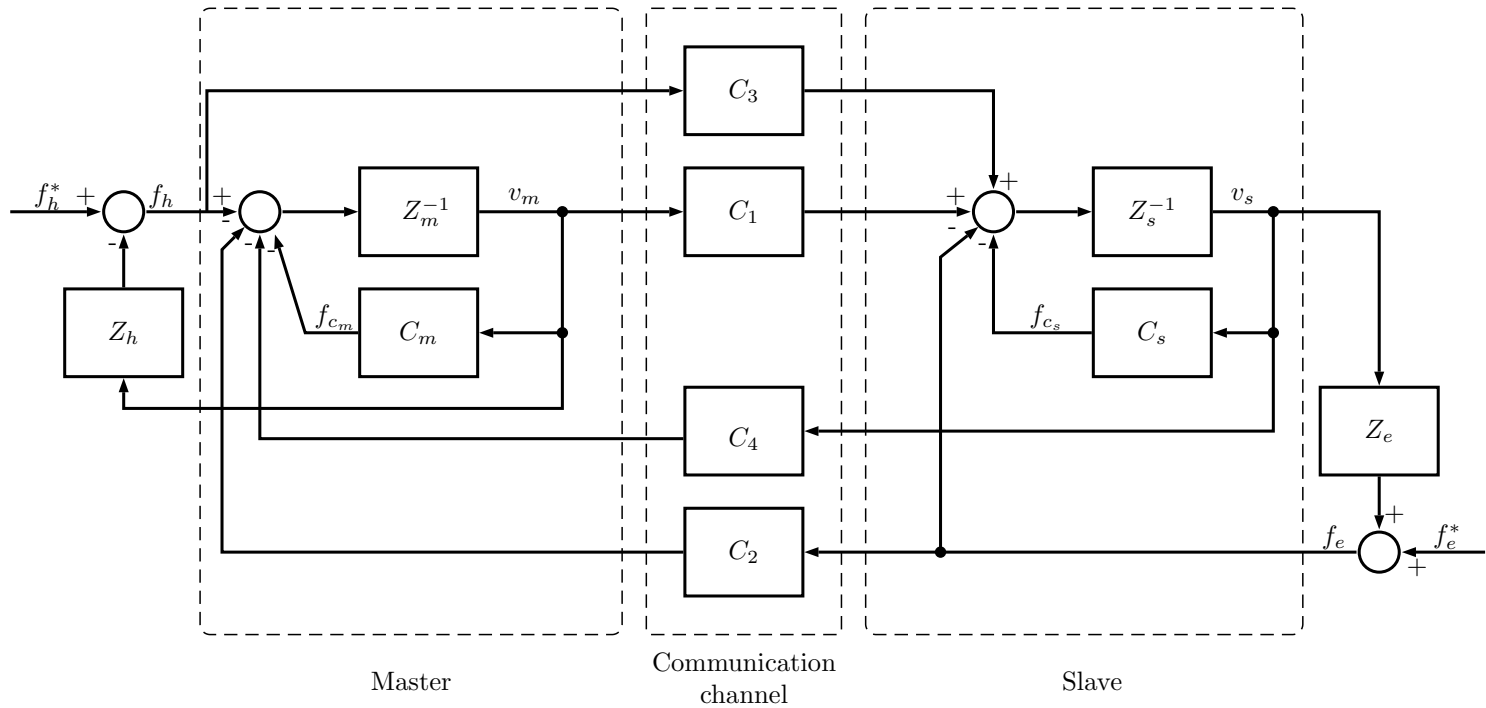 C_3
f_h^* + f_h + Z_m^{-1} v_m C_1 + + Z_s^{-1} v_s
- - - - - -
Z_h f_{c_m} C_m f_{c_s} C_s
C_4 Z_e
+
C_2 f_e f_e^*
+
Master Communication channel Slave